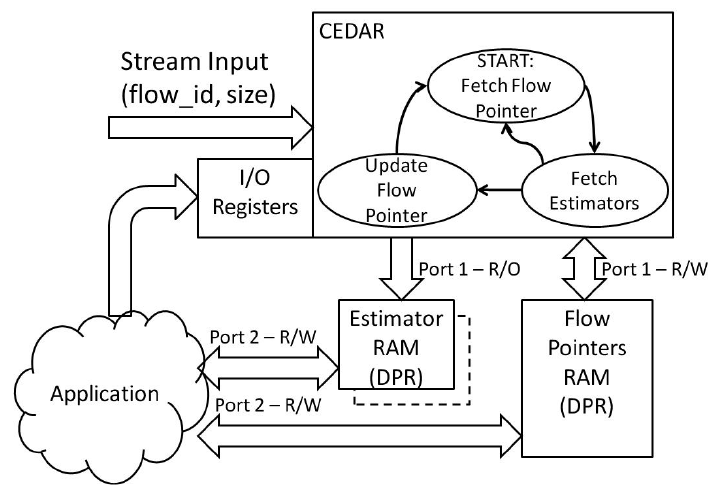 CEDAR
Stream Input
(flow_id, size)
START:
Fetch Flow
Pointer
I/O
Registers
Update
Flow
Pointer
Fetch
Estimators
Port 1 – R/O
Port 1 – R/W
Estimator
RAM
(DPR)
Flow
Pointers
RAM
(DPR)
Port 2 – R/W
Application
Port 2 – R/W